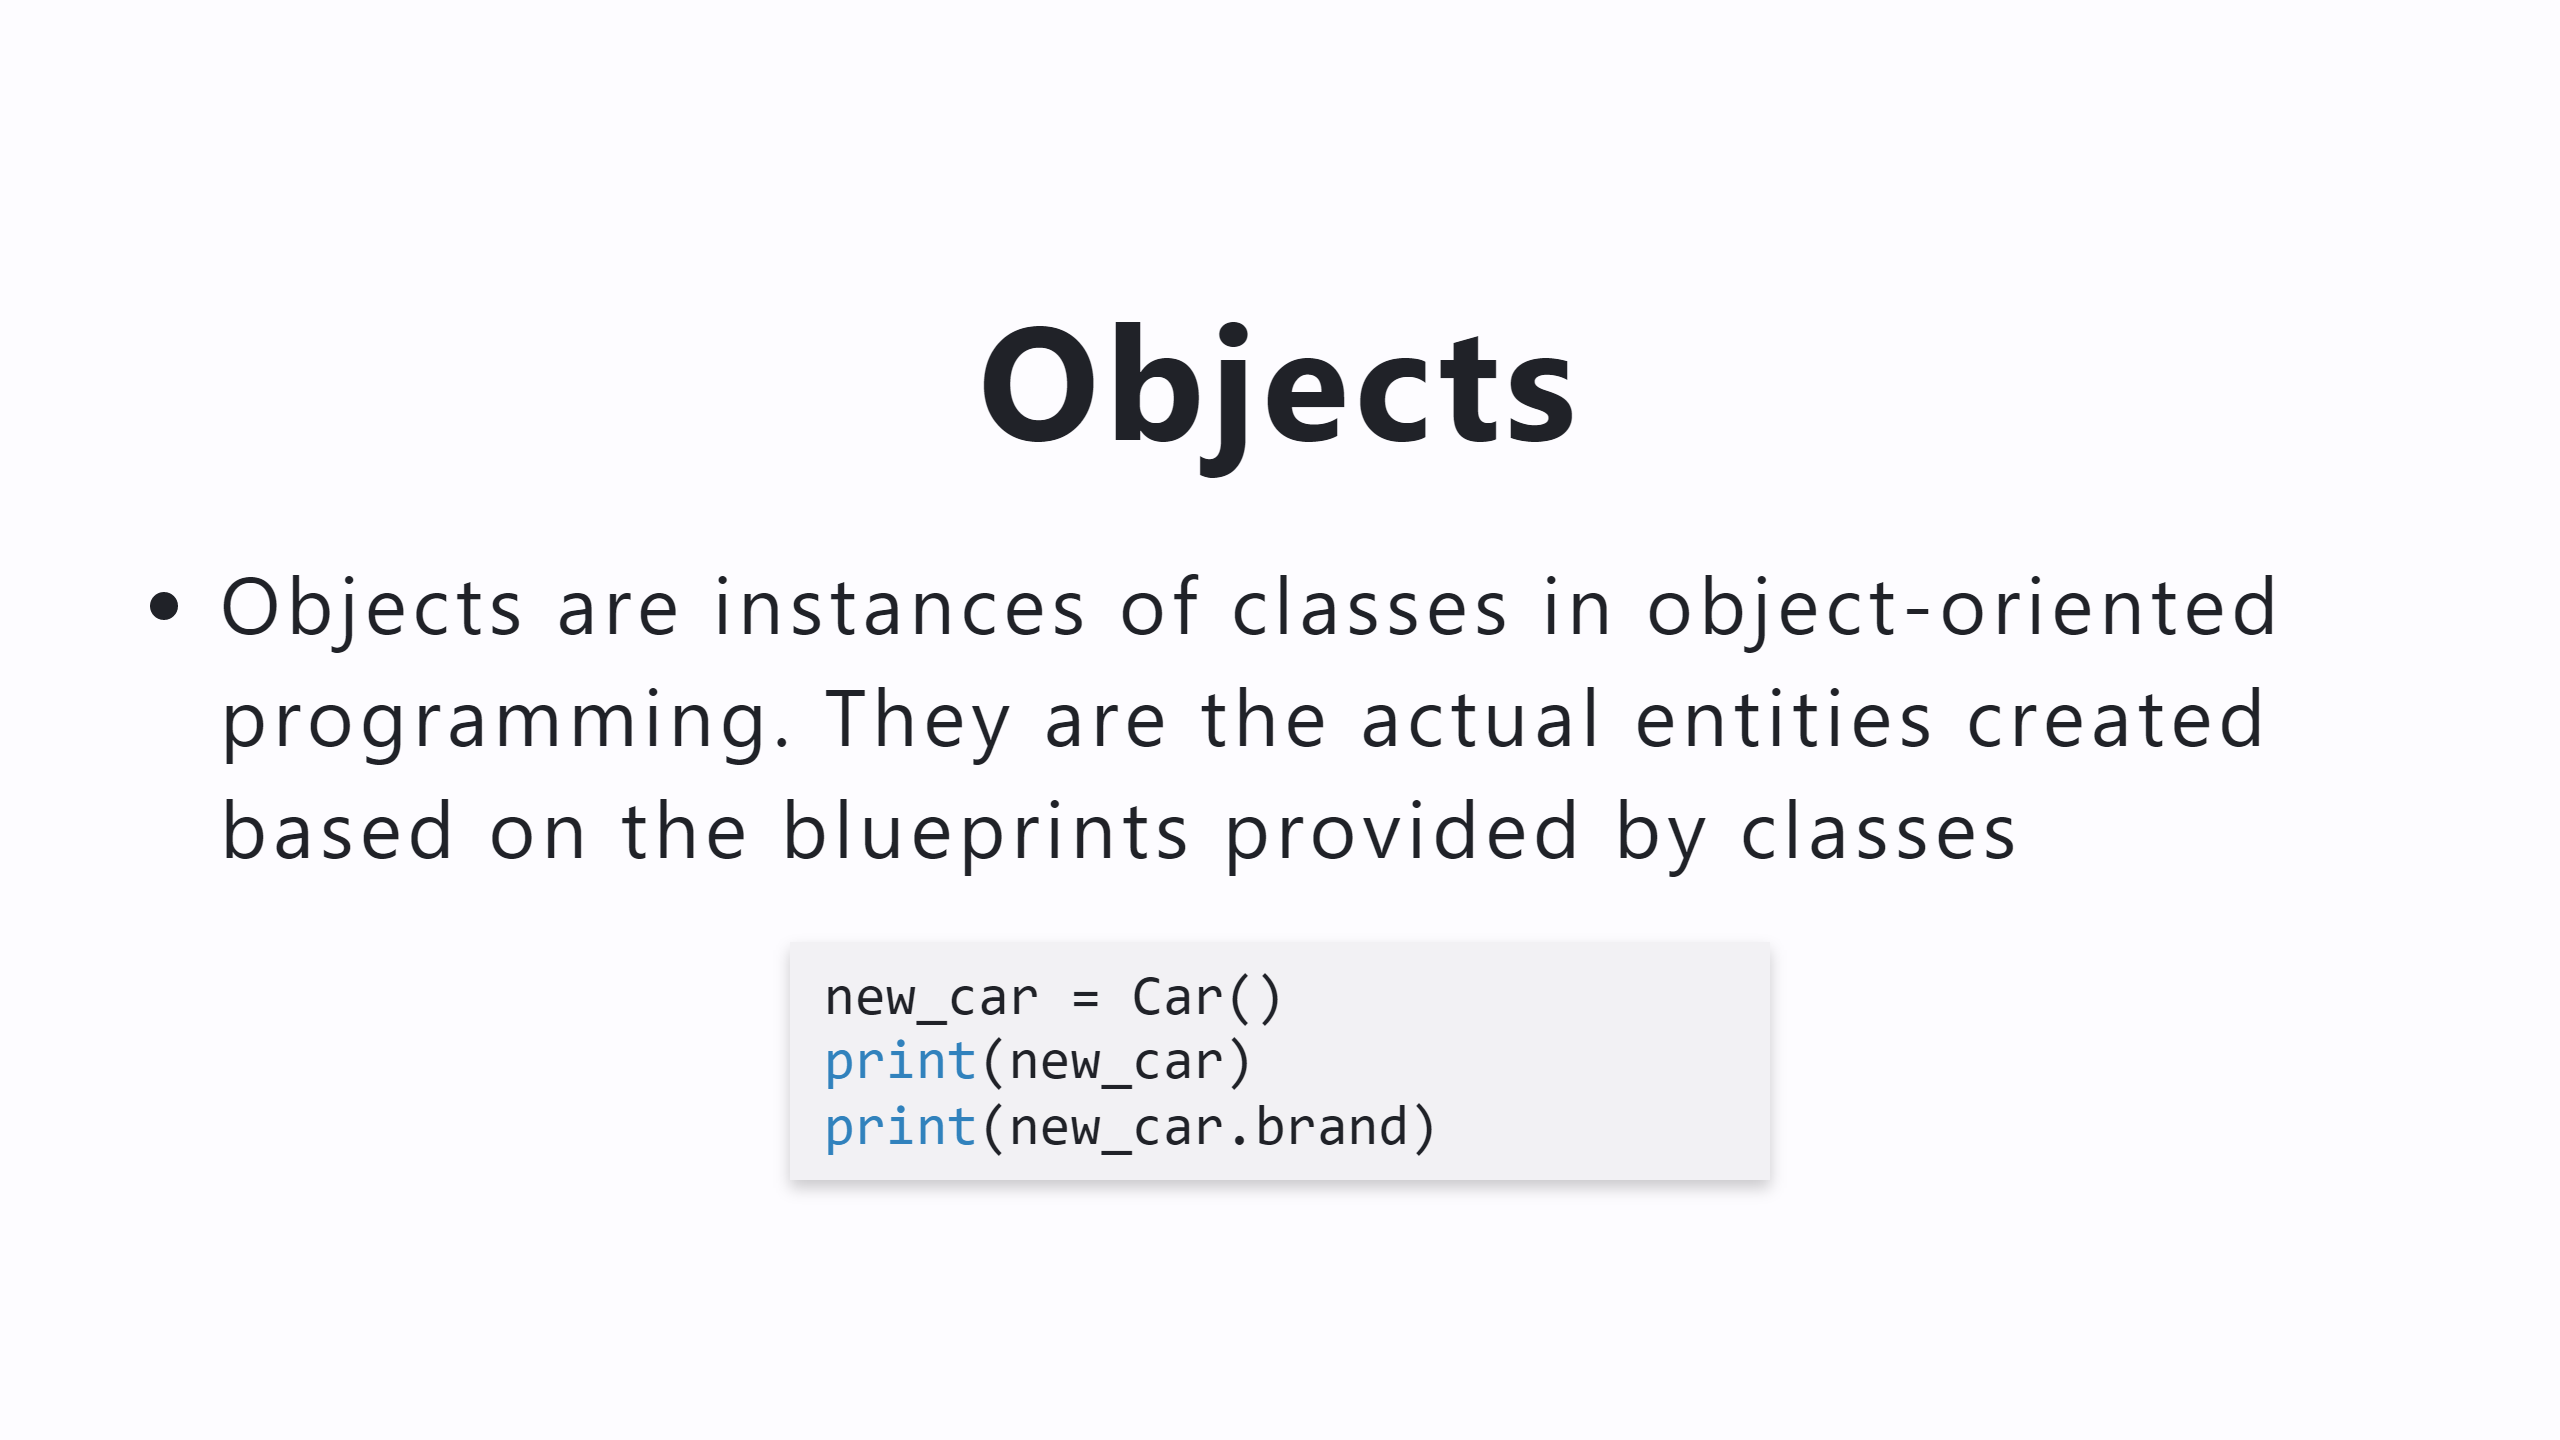 Objects
• Objects are instances of classes in object-oriented
programming. They are the actual entities created
based on the blueprints provided by classes
new_car = Car()
print(new_car)
print(new_car.brand)